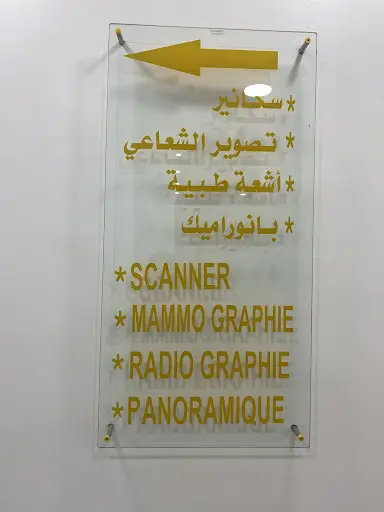 * سكانير
* تصوير الشعاعي
* أشعة طبية
* بانوراميك
* SCANNER
* MAMMO GRAPHIE
* RADIO GRAPHIE
* PANORAMIQUE